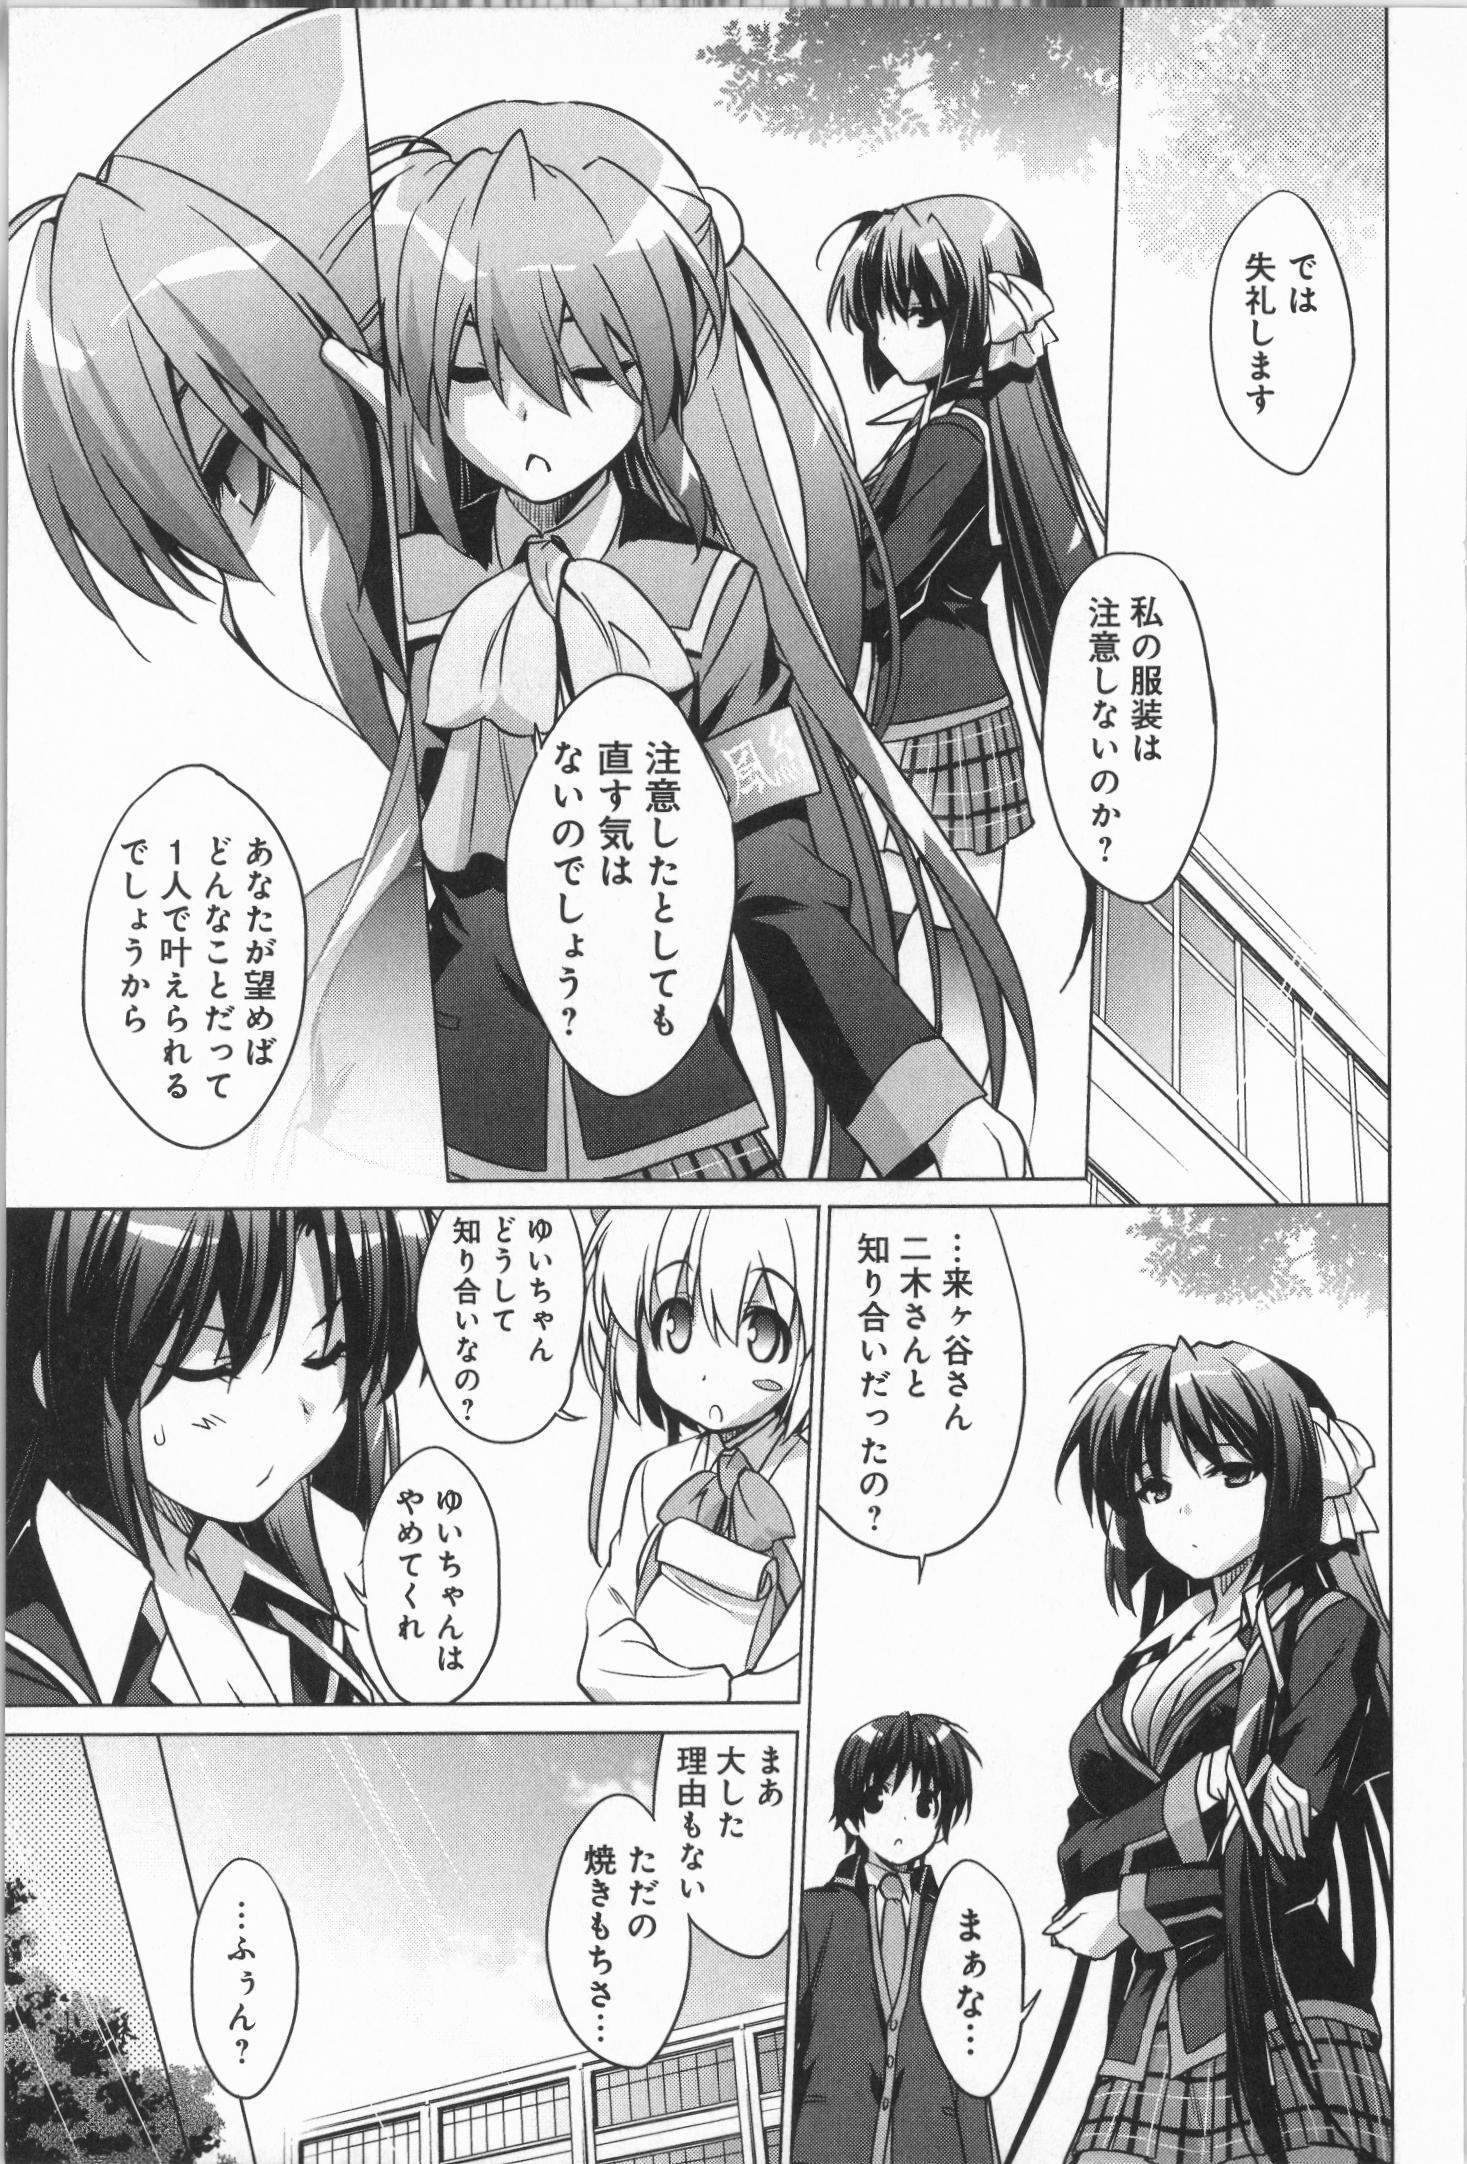 では
失礼します
私の服装は
注意しないのか?
注意したとしても
直す気は
ないのでしょう?
風紀
あなたが望めば
どんなことだって
1人で叶えられる
でしょうから
…来ヶ谷さん
二木さんと
知り合いだったの?
まぁな…
ゆいちゃん
どうして
知り合いなの?
ゆいちゃんは
やめてくれ
まあ
大した
理由もない
ただの
焼きもちさ…
…ふぅん?